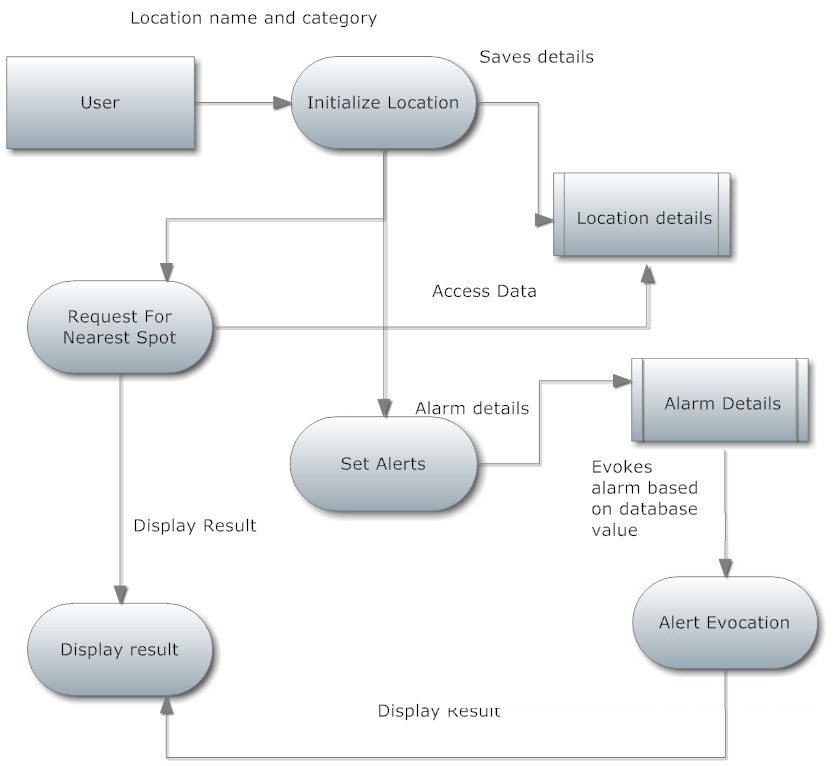 Location name and category
Saves details
User
Initialize Location
Location details
Access Data
Request For
Nearest Spot
Alarm details
Alarm Details
Set Alerts
Evokes
alarm based
on database
value
Display Result
Alert Evocation
Display result
Display Result